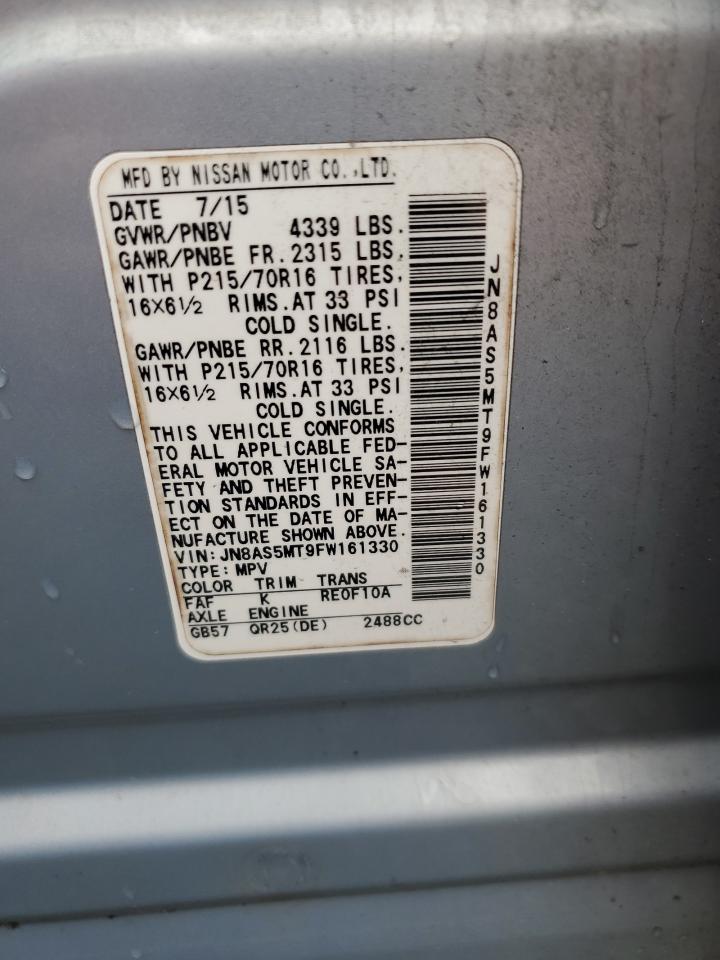 MFD BY NISSAN MOTOR CO.,LTD.
DATE 7/15
GVWR/PNBV 4339 LBS.
GAWR/PNBE FR. 2315 LBS.
WITH P215/70R16 TIRES,
16X6½ RIMS.AT 33 PSI
COLD SINGLE.
GAWR/PNBE RR. 2116 LBS.
WITH P215/70R16 TIRES,
16X6½ RIMS.AT 33 PSI
COLD SINGLE.
THIS VEHICLE CONFORMS
TO ALL APPLICABLE FED-
ERAL MOTOR VEHICLE SA-
FETY AND THEFT PREVEN-
TION STANDARDS IN EFF-
ECT ON THE DATE OF MA-
NUFACTURE SHOWN ABOVE.
VIN:JN8AS5MT9FW161330
TYPE:MPV
COLOR TRIM TRANS
FAF K RE0F10A
AXLE ENGINE
GB57 QR25(DE) 2488CC
JN8AS5MT9FW161330